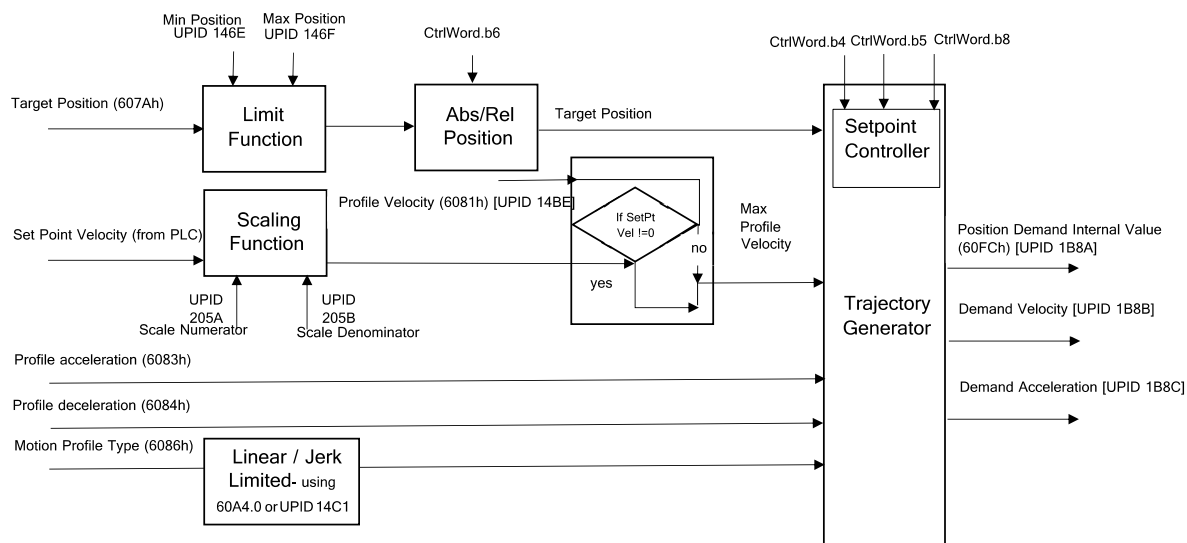 Min Position
UPID 146E
Max Position
UPID 146F
CtrlWord.b6
CtrlWord.b4 CtrlWord.b5 CtrlWord.b8
Target Position (607Ah)
Limit
Function
Abs/Rel
Position
Target Position
Setpoint
Controller
Profile Velocity (6081h) [UPID 14BE]
If SetPt
Vel !=0
no
yes
Max
Profile
Velocity
Set Point Velocity (from PLC)
Scaling
Function
UPID
205A
Scale Numerator
UPID
205B
Scale Denominator
Trajectory
Generator
Position Demand Internal Value
(60FCh) [UPID 1B8A]
Demand Velocity [UPID 1B8B]
Demand Acceleration [UPID 1B8C]
Profile acceleration (6083h)
Profile deceleration (6084h)
Motion Profile Type (6086h)
Linear / Jerk
Limited- using
60A4.0 or UPID 14C1